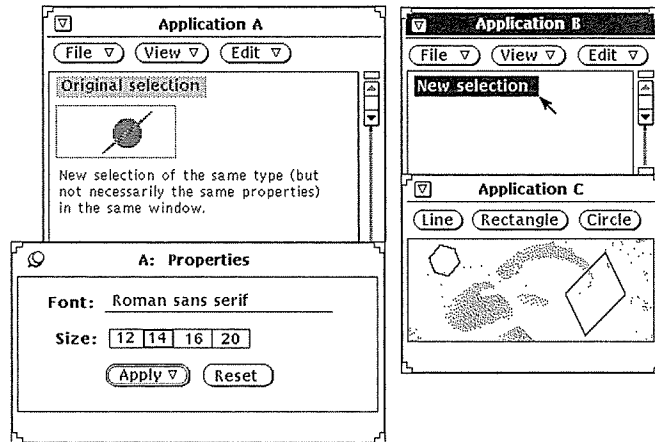 Application A
File View Edit
Original selection
New selection of the same type (but
not necessarily the same properties)
in the same window.
A: Properties
Font: Roman sans serif
Size: 12 14 16 20
Apply Reset
Application B
File View Edit
New selection
Application C
Line Rectangle Circle